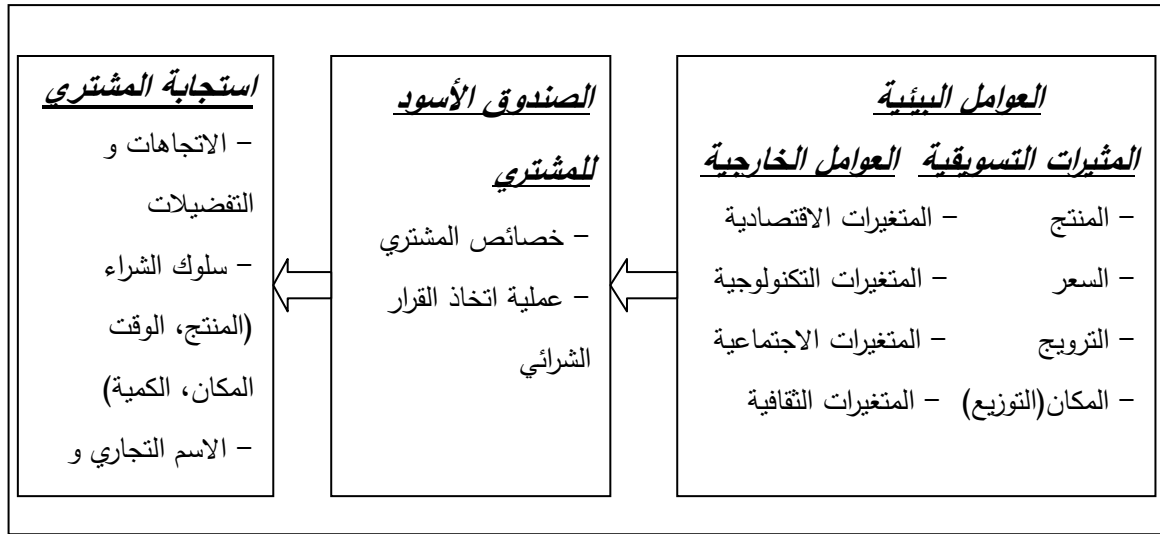 العوامل البيئية
المثيرات التسويقية العوامل الخارجية
– المنتج – المتغيرات الاقتصادية
– السعر – المتغيرات التكنولوجية
– الترويج – المتغيرات الاجتماعية
– المكان(التوزيع) – المتغيرات الثقافية
الصندوق الأسود
للمشتري
– خصائص المشتري
– عملية اتخاذ القرار
الشرائي
استجابة المشتري
– الاتجاهات و
التفضيلات
– سلوك الشراء
(المنتج، الوقت
المكان، الكمية)
– الاسم التجاري و